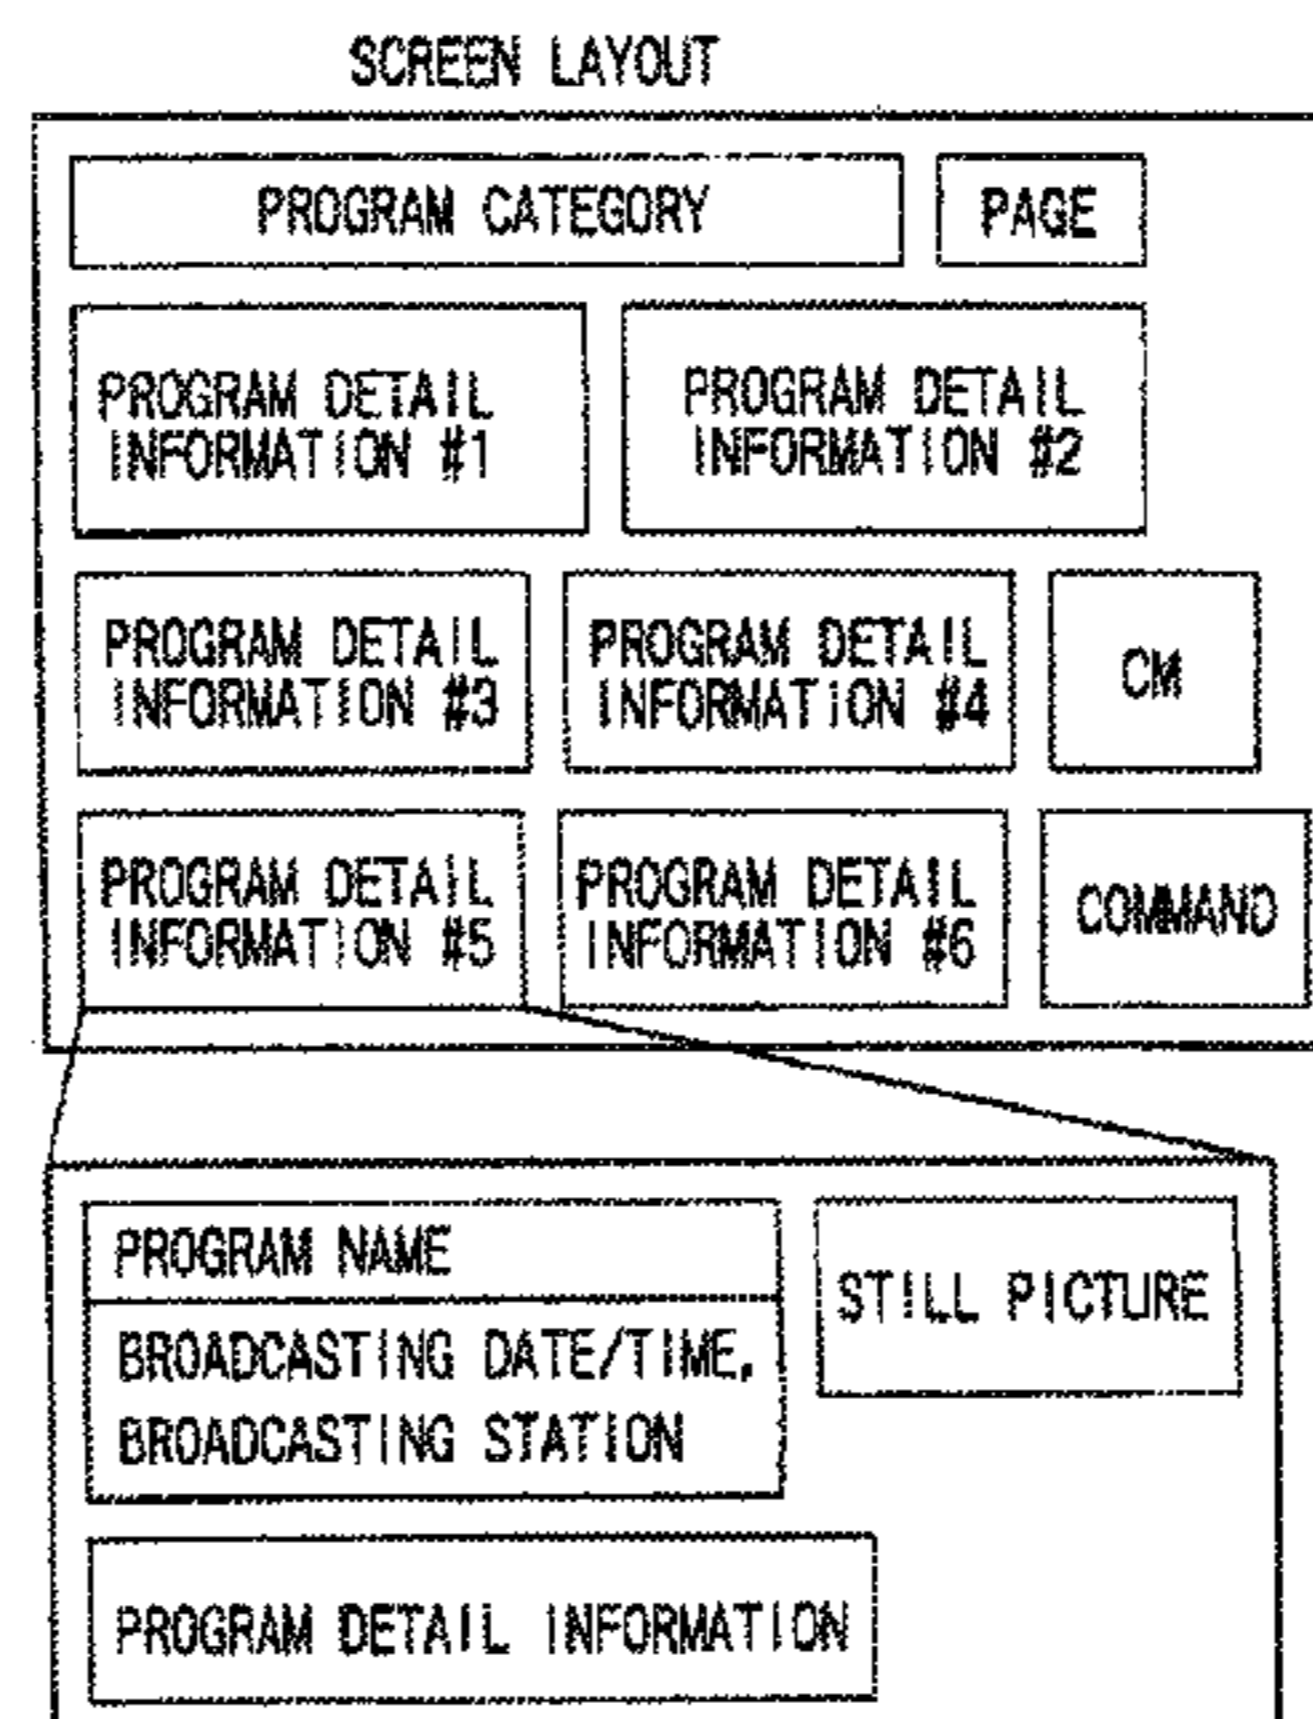 SCREEN LAYOUT
PROGRAM CATEGORY
PAGE
PROGRAM DETAIL
INFORMATION #1
PROGRAM DETAIL
INFORMATION #2
PROGRAM DETAIL
INFORMATION #3
PROGRAM DETAIL
INFORMATION #4
CM
PROGRAM DETAIL
INFORMATION #5
PROGRAM DETAIL
INFORMATION #6
COMMAND
PROGRAM NAME
BROADCASTING DATE/TIME,
BROADCASTING STATION
STILL PICTURE
PROGRAM DETAIL INFORMATION